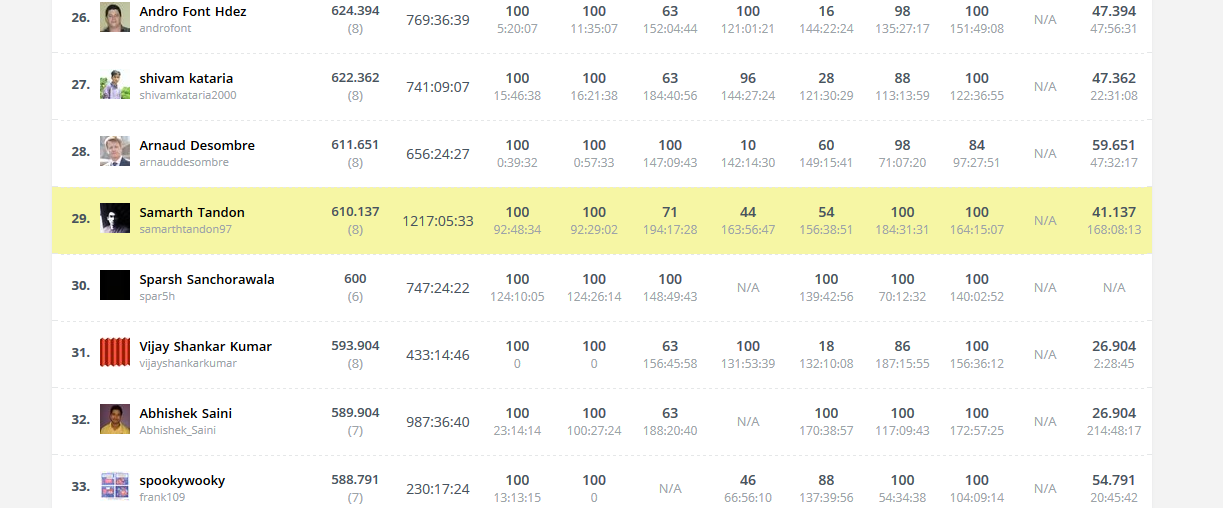 26. Andro Font Hdez 624.394 769:36:39 100 100 63 100 16 98 100 N/A 47.394
androfont (8) 5:20:07 11:35:07 152:04:44 121:01:21 144:22:24 135:27:17 151:49:08 47:56:31
27. shivam kataria 622.362 741:09:07 100 100 63 96 28 88 100 N/A 47.362
shivamkataria2000 (8) 15:46:38 16:21:38 184:40:56 144:27:24 121:30:29 113:13:59 122:36:55 22:31:08
28. Arnaud Desombre 611.651 656:24:27 100 100 100 10 60 98 84 N/A 59.651
arnauddesombre (8) 0:39:32 0:57:33 147:09:43 142:14:30 149:15:41 71:07:20 97:27:51 47:32:17
29. Samarth Tandon 610.137 1217:05:33 100 100 71 44 54 100 100 N/A 41.137
samarthtandon97 (8) 92:48:34 92:29:02 194:17:28 163:56:47 156:38:51 184:31:31 164:15:07 168:08:13
30. Sparsh Sanchorawala 600 747:24:22 100 100 100 N/A 100 100 100 N/A N/A
spar5h (6) 124:10:05 124:26:14 148:49:43 139:42:56 70:12:32 140:02:52
31. Vijay Shankar Kumar 593.904 433:14:46 100 100 63 100 18 86 100 N/A 26.904
vijayshankarkumar (8) 0 0 156:45:58 131:53:39 132:10:08 187:15:55 156:36:12 2:28:45
32. Abhishek Saini 589.904 987:36:40 100 100 63 N/A 100 100 100 N/A 26.904
Abhishek_Saini (7) 23:14:14 100:27:24 188:20:40 170:38:57 117:09:43 172:57:25 214:48:17
33. spookywooky 588.791 230:17:24 100 100 N/A 46 88 100 100 N/A 54.791
frank109 (7) 13:13:15 0 66:56:10 137:39:56 54:34:38 104:09:14 20:45:42